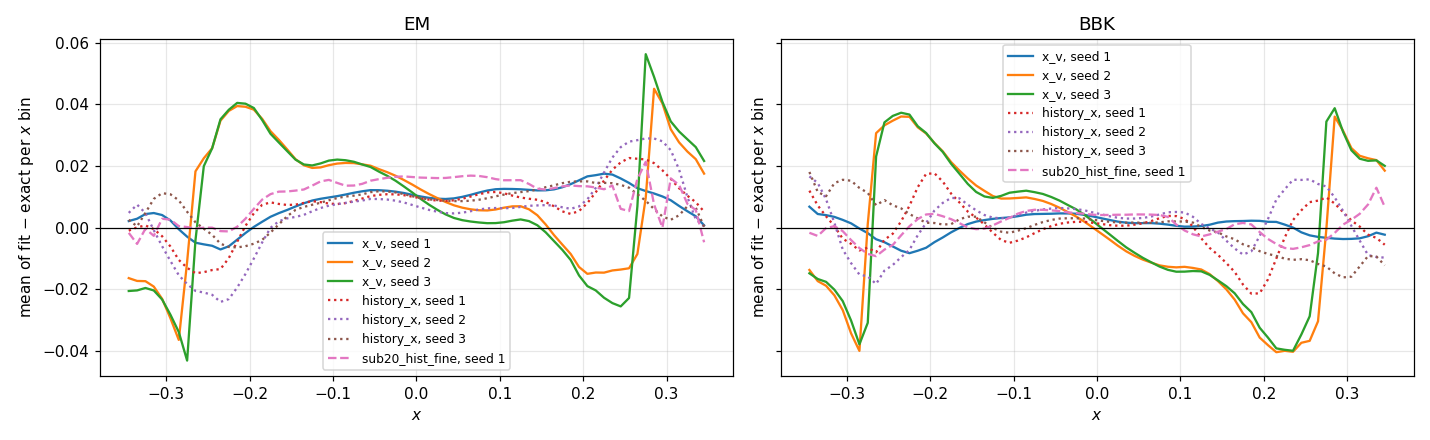 EM
BBK
mean of fit − exact per x bin
0.06
0.04
0.02
0.00
−0.02
−0.04
x_v, seed 1
x_v, seed 2
x_v, seed 3
history_x, seed 1
history_x, seed 2
history_x, seed 3
sub20_hist_fine, seed 1
−0.3
−0.2
−0.1
0.0
0.1
0.2
0.3
x
mean of fit − exact per x bin
x_v, seed 1
x_v, seed 2
x_v, seed 3
history_x, seed 1
history_x, seed 2
history_x, seed 3
sub20_hist_fine, seed 1
−0.3
−0.2
−0.1
0.0
0.1
0.2
0.3
x